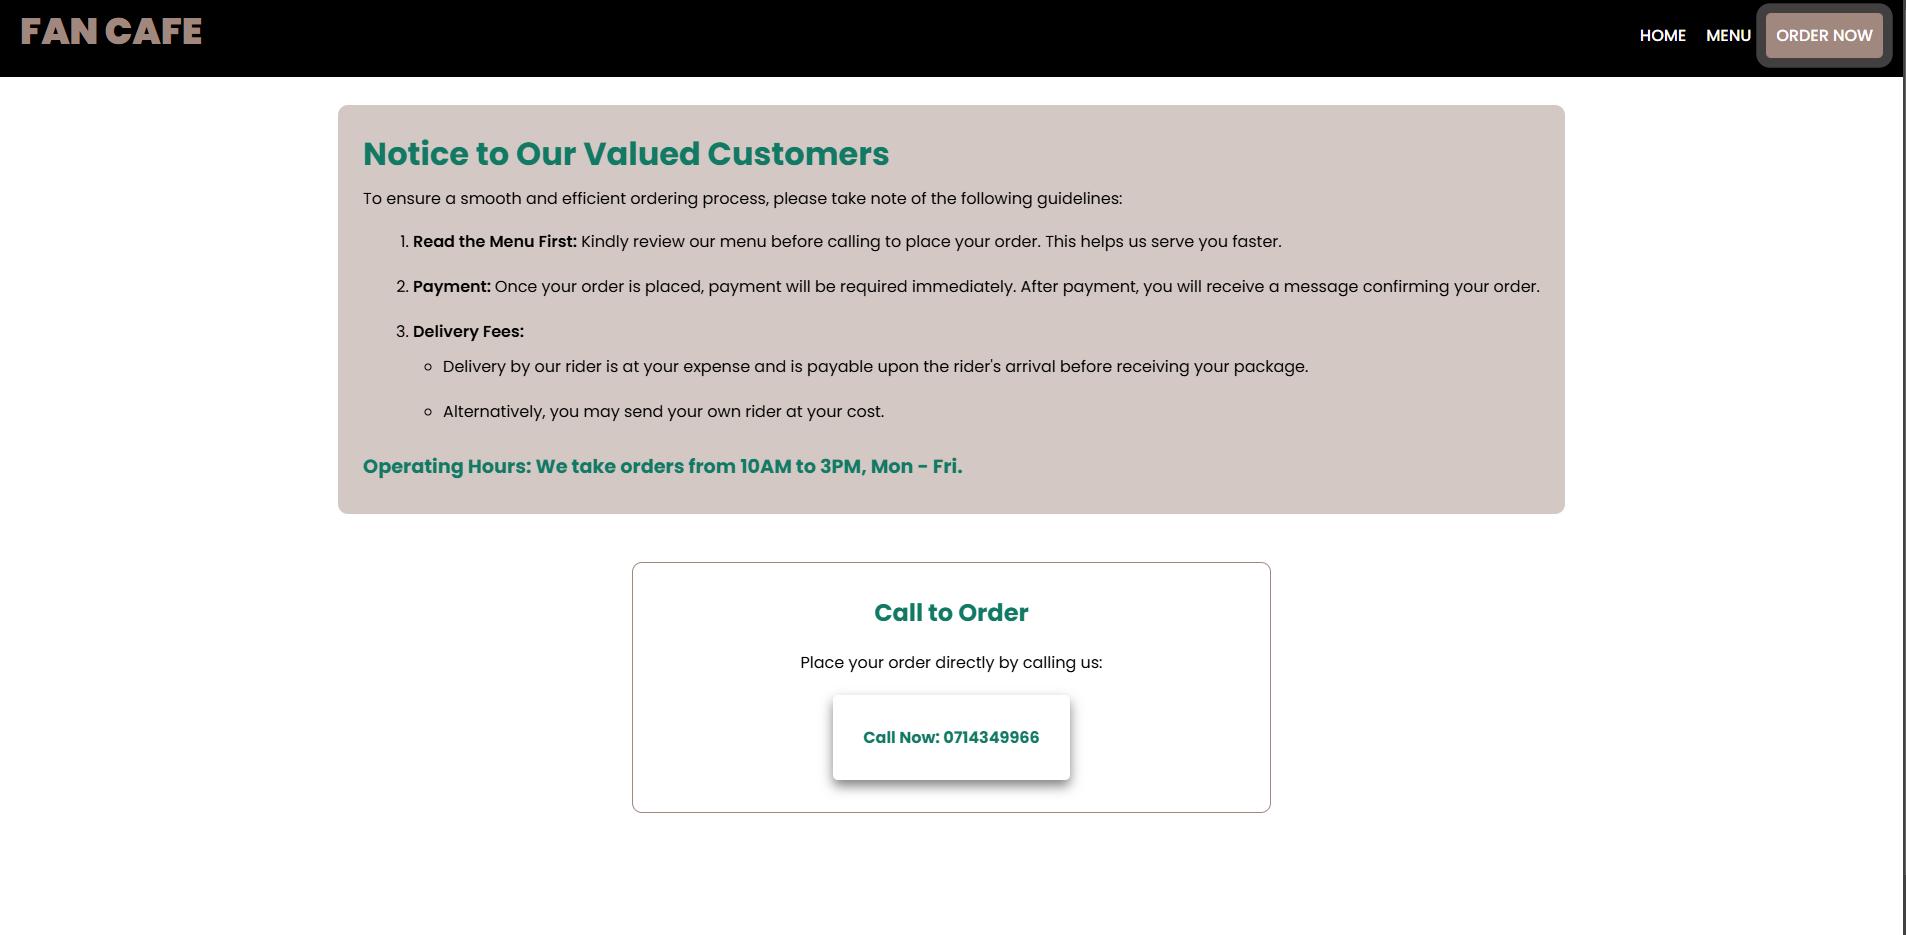 FAN CAFE
HOME MENU ORDER NOW
Notice to Our Valued Customers
To ensure a smooth and efficient ordering process, please take note of the following guidelines:
1. Read the Menu First: Kindly review our menu before calling to place your order. This helps us serve you faster.
2. Payment: Once your order is placed, payment will be required immediately. After payment, you will receive a message confirming your order.
3. Delivery Fees:
Delivery by our rider is at your expense and is payable upon the rider's arrival before receiving your package.
Alternatively, you may send your own rider at your cost.
Operating Hours: We take orders from 10AM to 3PM, Mon - Fri.
Call to Order
Place your order directly by calling us:
Call Now: 0714349966